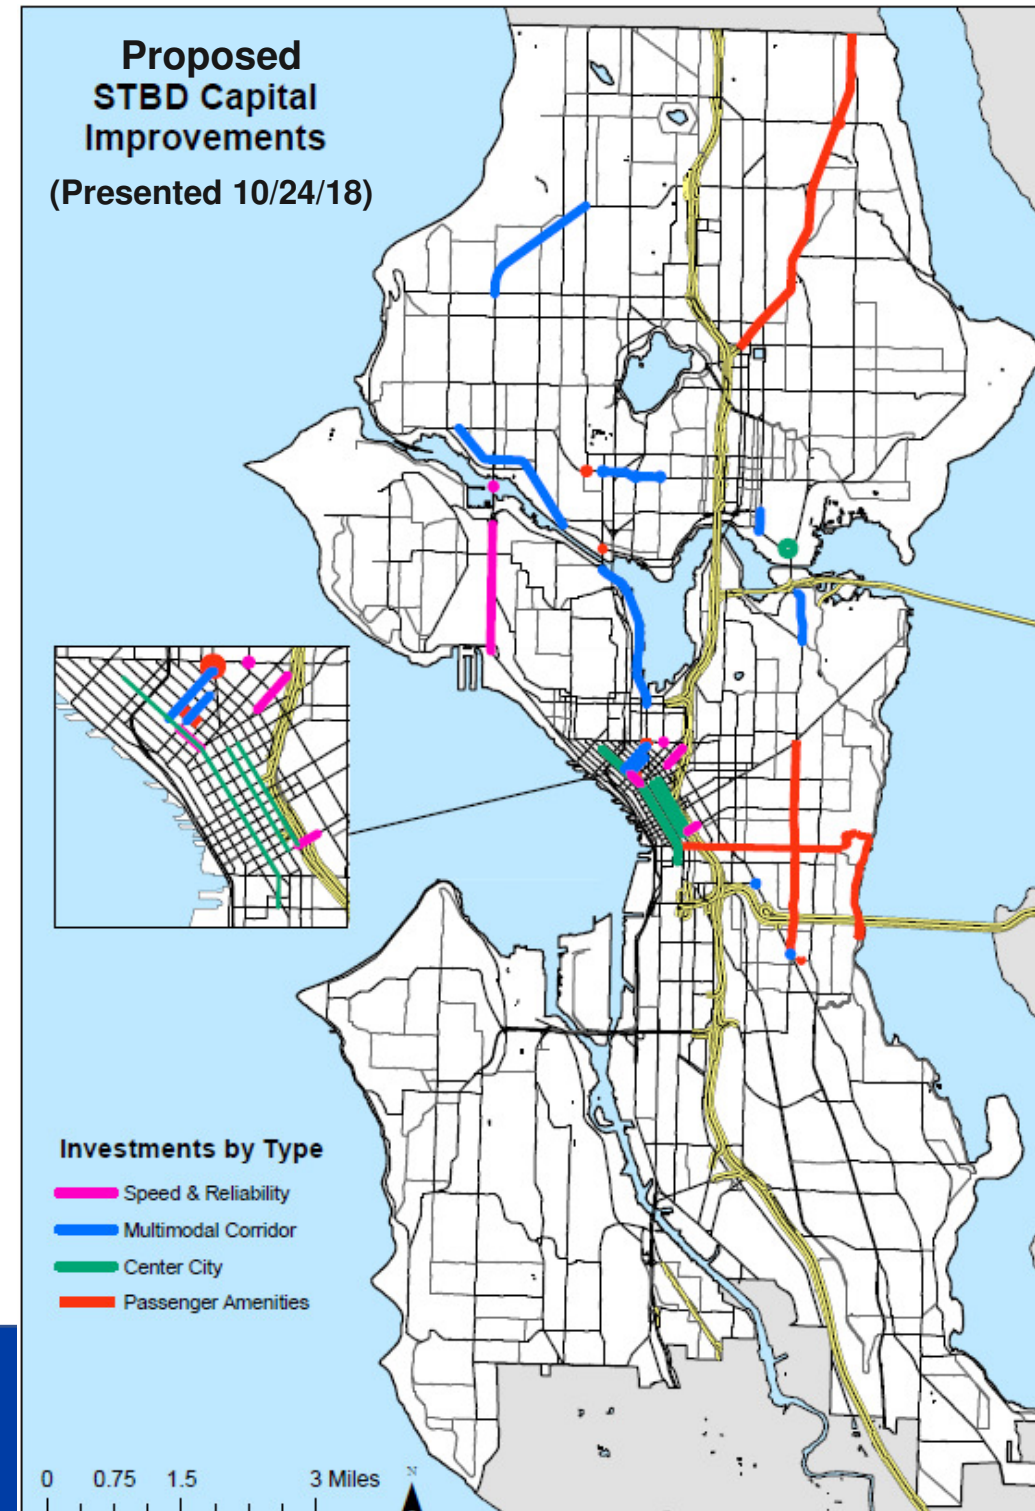 Proposed
STBD Capital
Improvements
(Presented 10/24/18)
Investments by Type
Speed & Reliability
Multimodal Corridor
Center City
Passenger Amenities
0 0.75 1.5 3 Miles
N